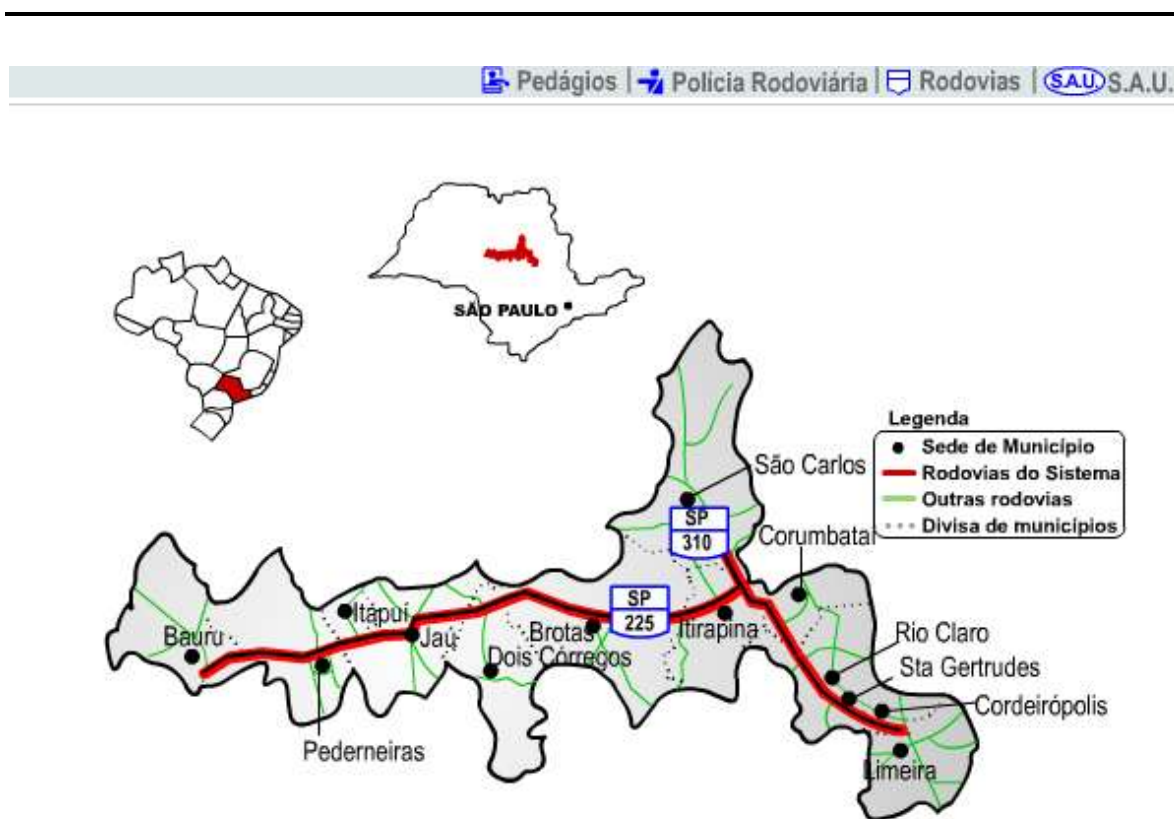 Pedágios | Polícia Rodoviária | Rodovias | S.A.U. S.A.U.
SÃO PAULO
Legenda
Sede de Município
Rodovias do Sistema
Outras rodovias
Divisa de municípios
São Carlos
SP
310
Corumbatai
SP
225
Itápuí
Bauru
Jaú
Brotas
Dois Córregos
Itirapina
Rio Claro
Sta Gertrudes
Cordeirópolis
Pederneiras
Limeira